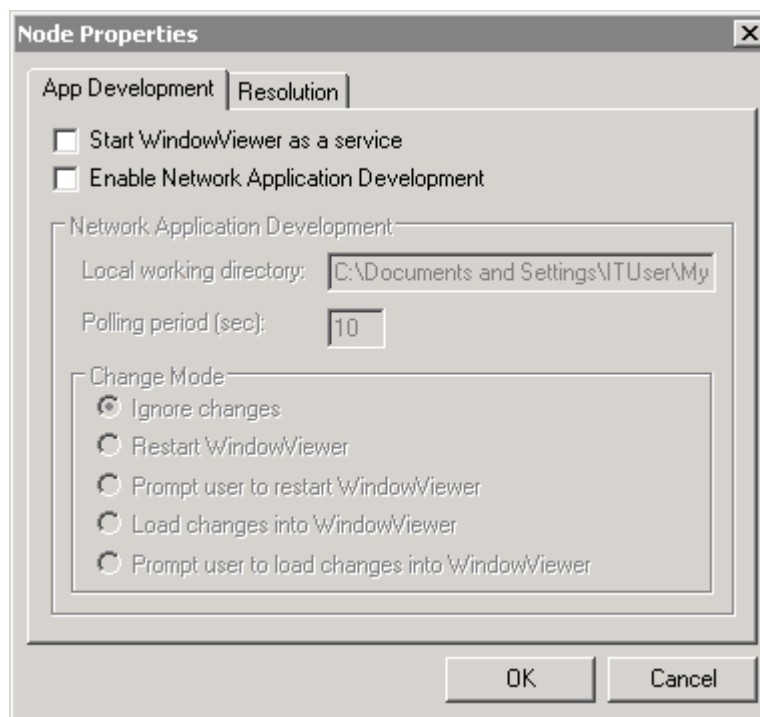 Node Properties
App Development
Resolution
Start WindowViewer as a service
Enable Network Application Development
Network Application Development
Local working directory: C:\Documents and Settings\ITUser\My
Polling period (sec): 10
Change Mode
Ignore changes
Restart WindowViewer
Prompt user to restart WindowViewer
Load changes into WindowViewer
Prompt user to load changes into WindowViewer
OK
Cancel